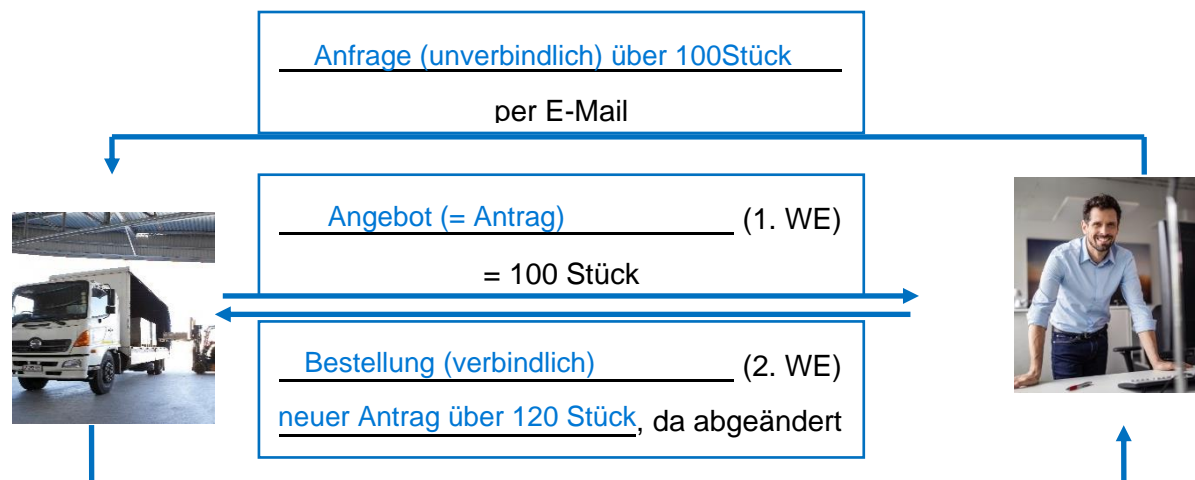 Anfrage (unverbindlich) über 100Stück
per E-Mail
Angebot (= Antrag) (1. WE)
= 100 Stück
Bestellung (verbindlich) (2. WE)
neuer Antrag über 120 Stück, da abgeändert